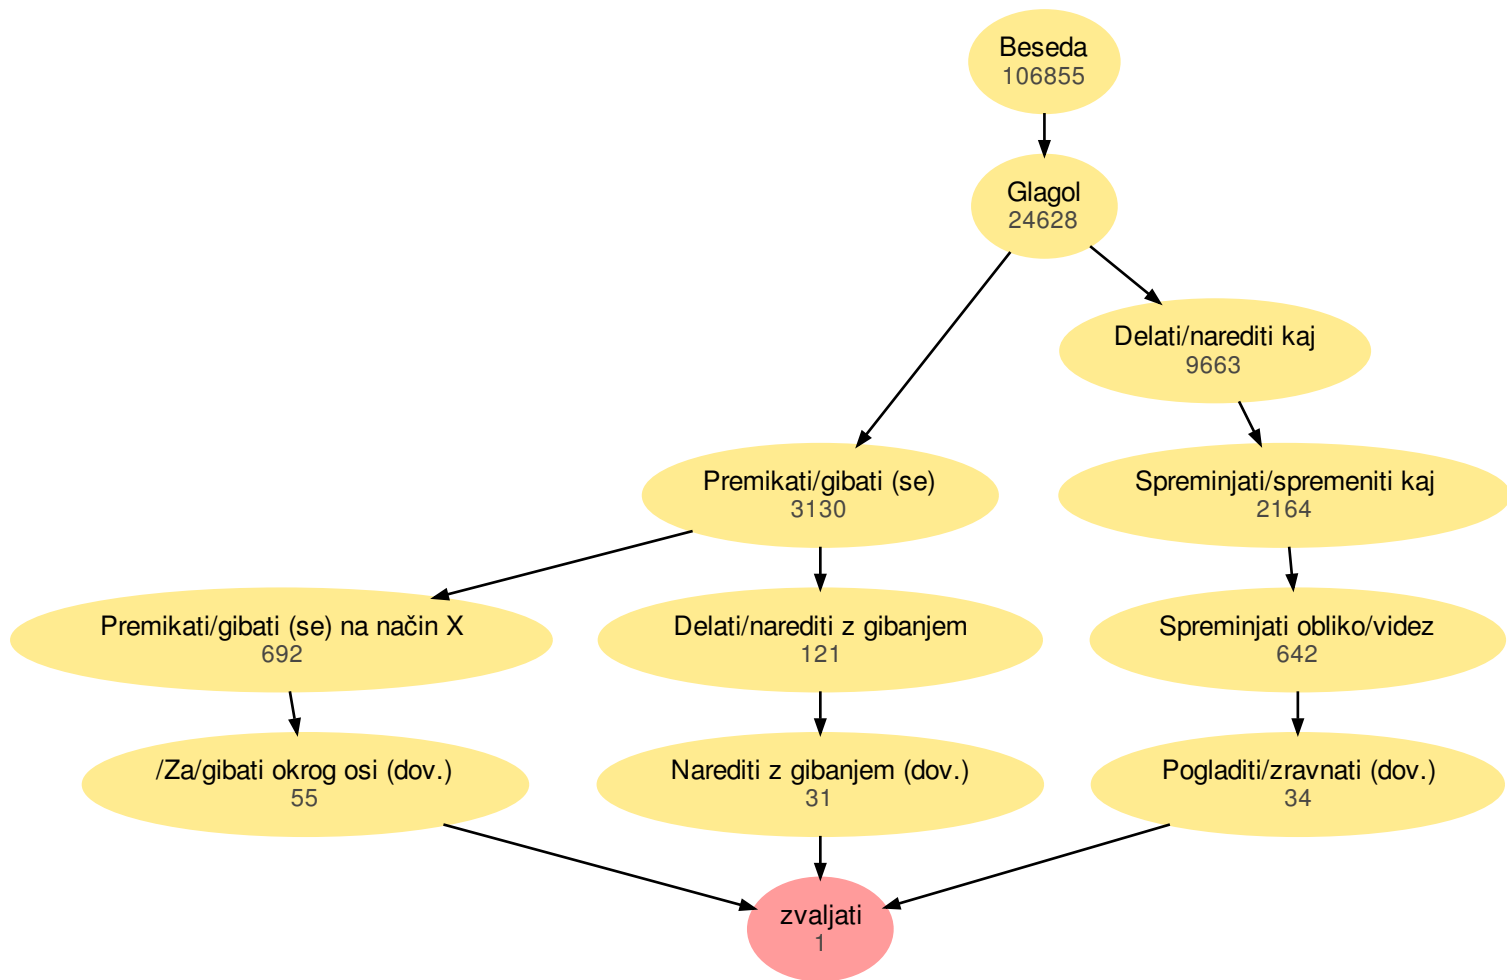 Beseda
106855
Glagol
24628
Delati/narediti kaj
9663
Premikati/gibati (se)
3130
Spreminjati/spremeniti kaj
2164
Premikati/gibati (se) na način X
692
Delati/narediti z gibanjem
121
Spreminjati obliko/videz
642
/Za/gibati okrog osi (dov.)
55
Narediti z gibanjem (dov.)
31
Pogladiti/zravnati (dov.)
34
zvaljati
1